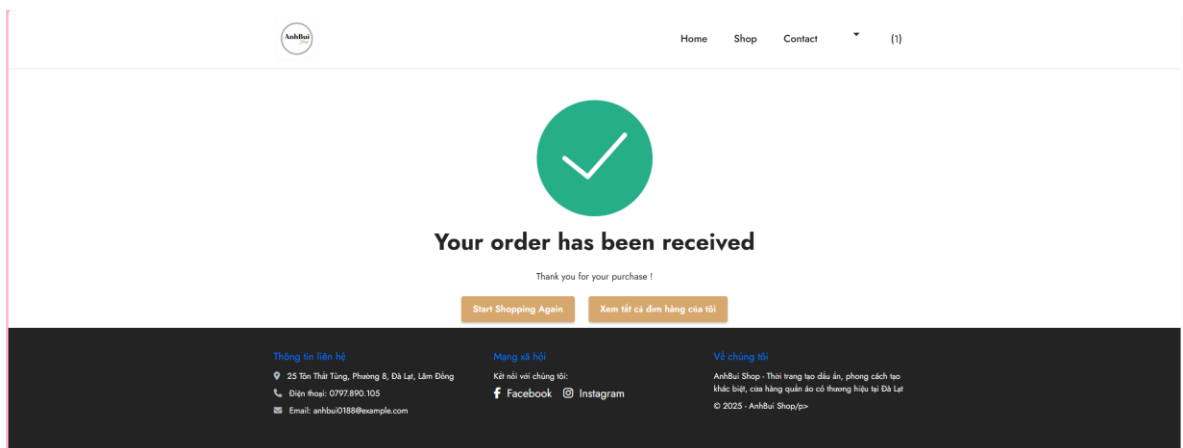 AnhBui
Shop
Home Shop Contact (1)
Your order has been received
Thank you for your purchase !
Start Shopping Again Xem tất cả đơn hàng của tôi
Thông tin liên hệ
25 Tôn Thất Tùng, Phường 8, Đà Lạt, Lâm Đồng
Điện thoại: 0797.890.105
Email: anhbui0188@example.com
Mạng xã hội
Kết nối với chúng tôi:
Facebook Instagram
Về chúng tôi
AnhBui Shop - Thời trang tạo dấu ấn, phong cách tạo
khác biệt, cửa hàng quần áo có thương hiệu tại Đà Lạt
© 2025 - AnhBui Shop/p>